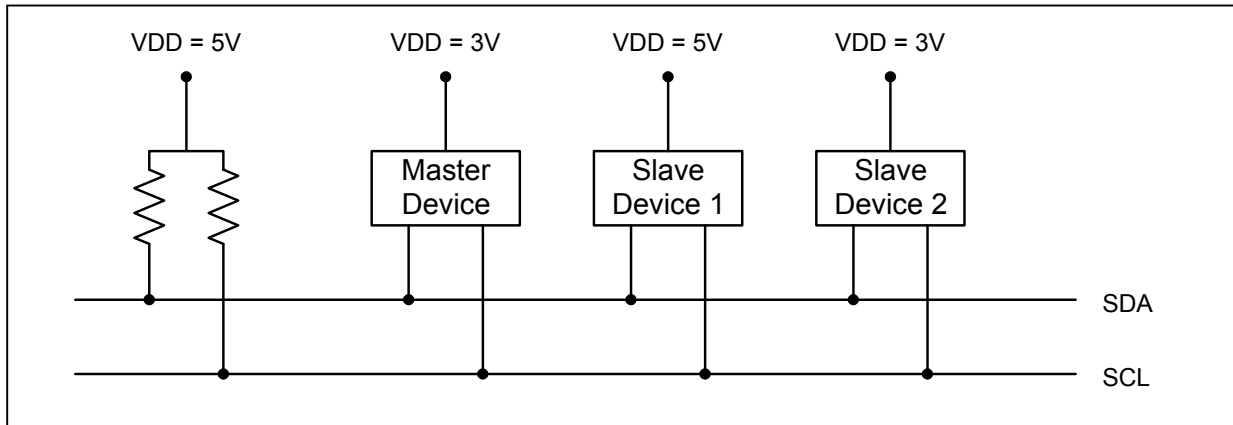 VDD = 5V
VDD = 3V
VDD = 5V
VDD = 3V
Master
Device
Slave
Device 1
Slave
Device 2
SDA
SCL